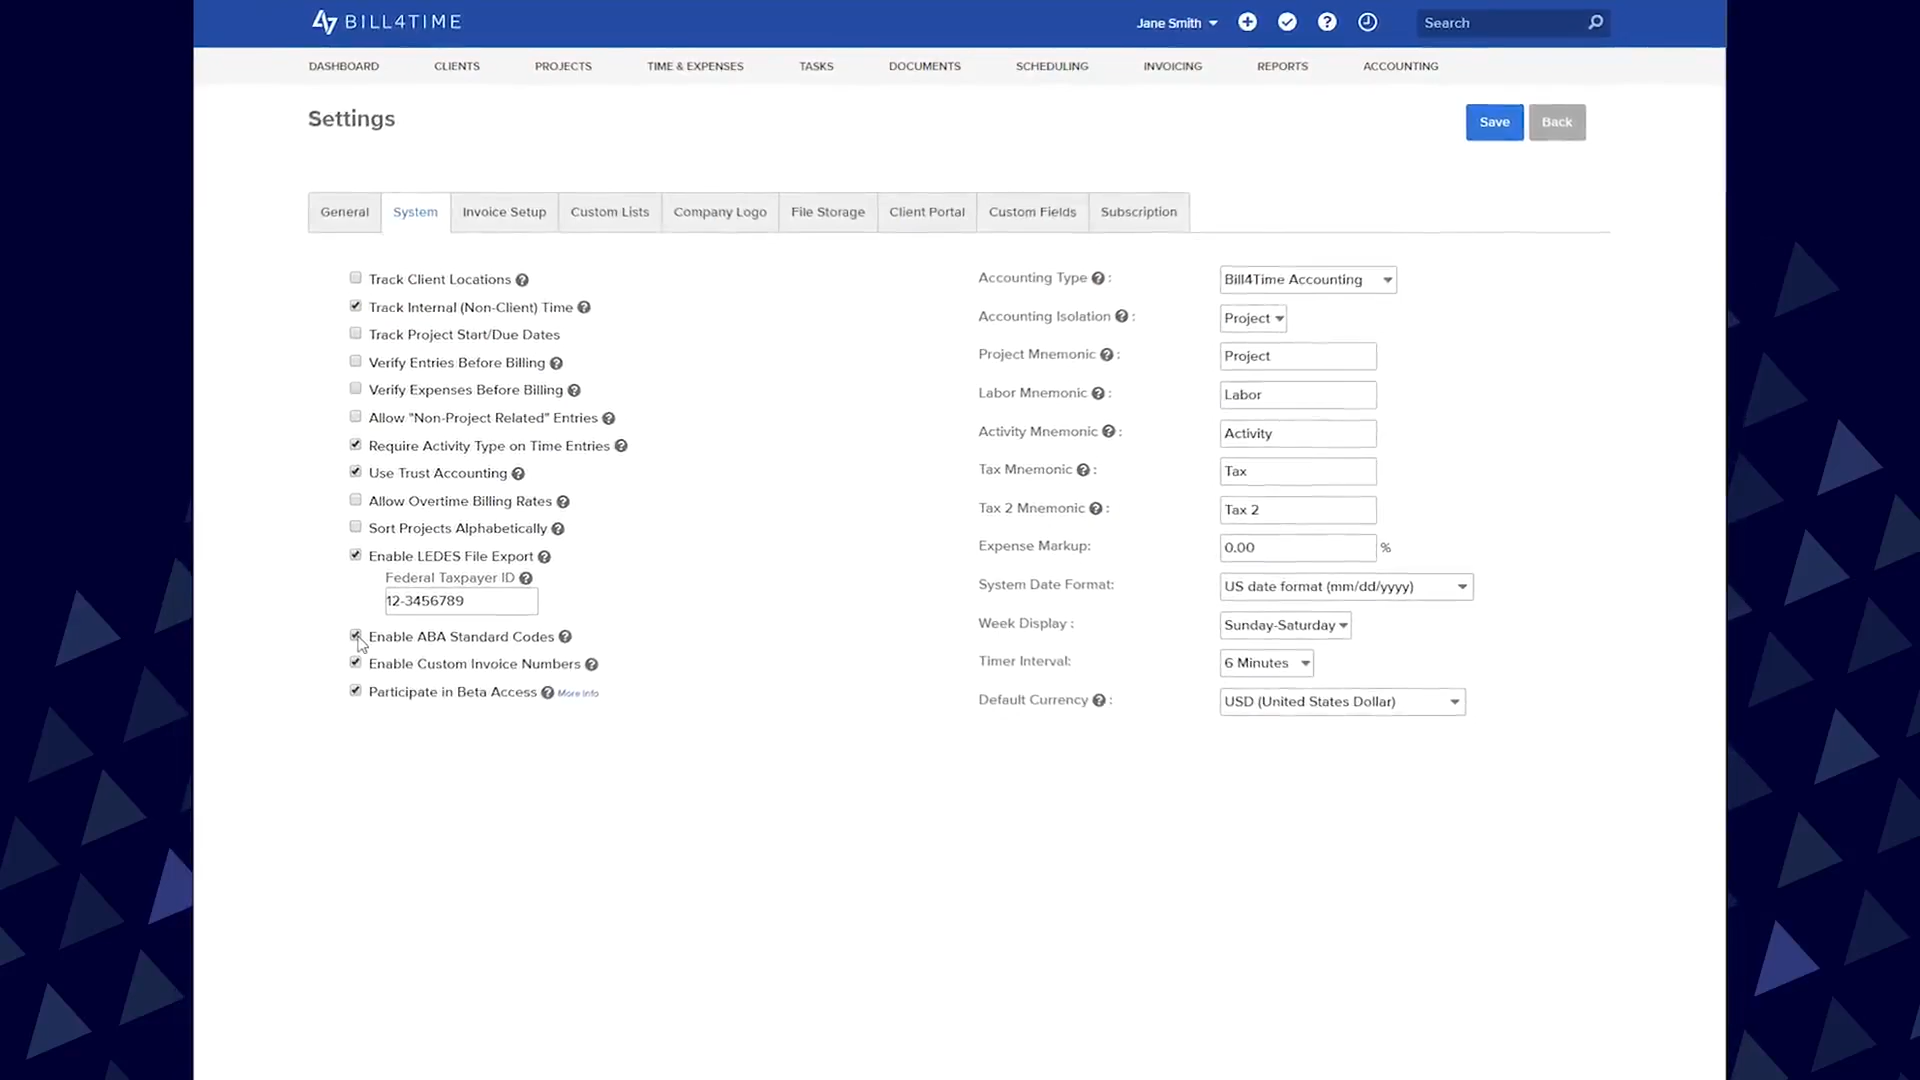 BILL4TIME
Jane Smith
Search
DASHBOARD CLIENTS PROJECTS TIME & EXPENSES TASKS DOCUMENTS SCHEDULING INVOICING REPORTS ACCOUNTING
Settings
Save Back
General System Invoice Setup Custom Lists Company Logo File Storage Client Portal Custom Fields Subscription
Track Client Locations ?
Track Internal (Non-Client) Time ?
Track Project Start/Due Dates
Verify Entries Before Billing ?
Verify Expenses Before Billing ?
Allow "Non-Project Related" Entries ?
Require Activity Type on Time Entries ?
Use Trust Accounting ?
Allow Overtime Billing Rates ?
Sort Projects Alphabetically ?
Enable LEDES File Export ?
Federal Taxpayer ID ?
12-3456789
Enable ABA Standard Codes ?
Enable Custom Invoice Numbers ?
Participate in Beta Access ? More Info
Accounting Type ? : Bill4Time Accounting
Accounting Isolation ? : Project
Project Mnemonic ? : Project
Labor Mnemonic ? : Labor
Activity Mnemonic ? : Activity
Tax Mnemonic ? : Tax
Tax 2 Mnemonic ? : Tax 2
Expense Markup: 0.00 %
System Date Format: US date format (mm/dd/yyyy)
Week Display : Sunday-Saturday
Timer Interval: 6 Minutes
Default Currency ? : USD (United States Dollar)